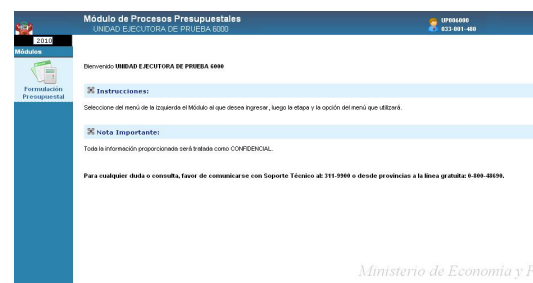 Módulo de Procesos Presupuestales
UNIDAD EJECUTORA DE PRUEBA 6000
UP096000
033-001-400
2010
Módulos
Formulación
Presupuestal
Bienvenido UNIDAD EJECUTORA DE PRUEBA 6000
Instrucciones:
Seleccione del menú de la izquierda el Módulo al que desea ingresar, luego la etapa y la opción del menú que utilizará.
Nota Importante:
Toda la información proporcionada será tratada como CONFIDENCIAL.
Para cualquier duda o consulta, favor de comunicarse con Soporte Técnico al: 311-9900 o desde provincias a la línea gratuita: 0-800-48690.
Ministerio de Economía y F